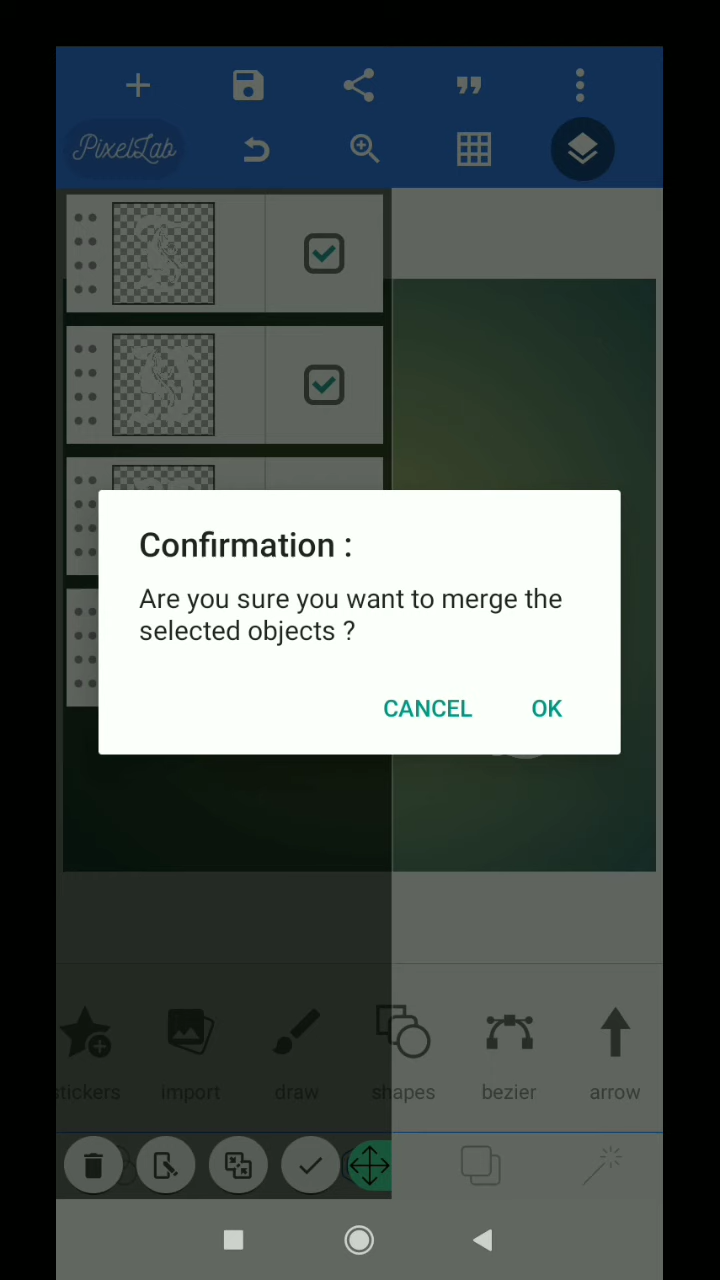 PixelLab
Confirmation :
Are you sure you want to merge the
selected objects ?
CANCEL OK
stickers import draw shapes bezier arrow